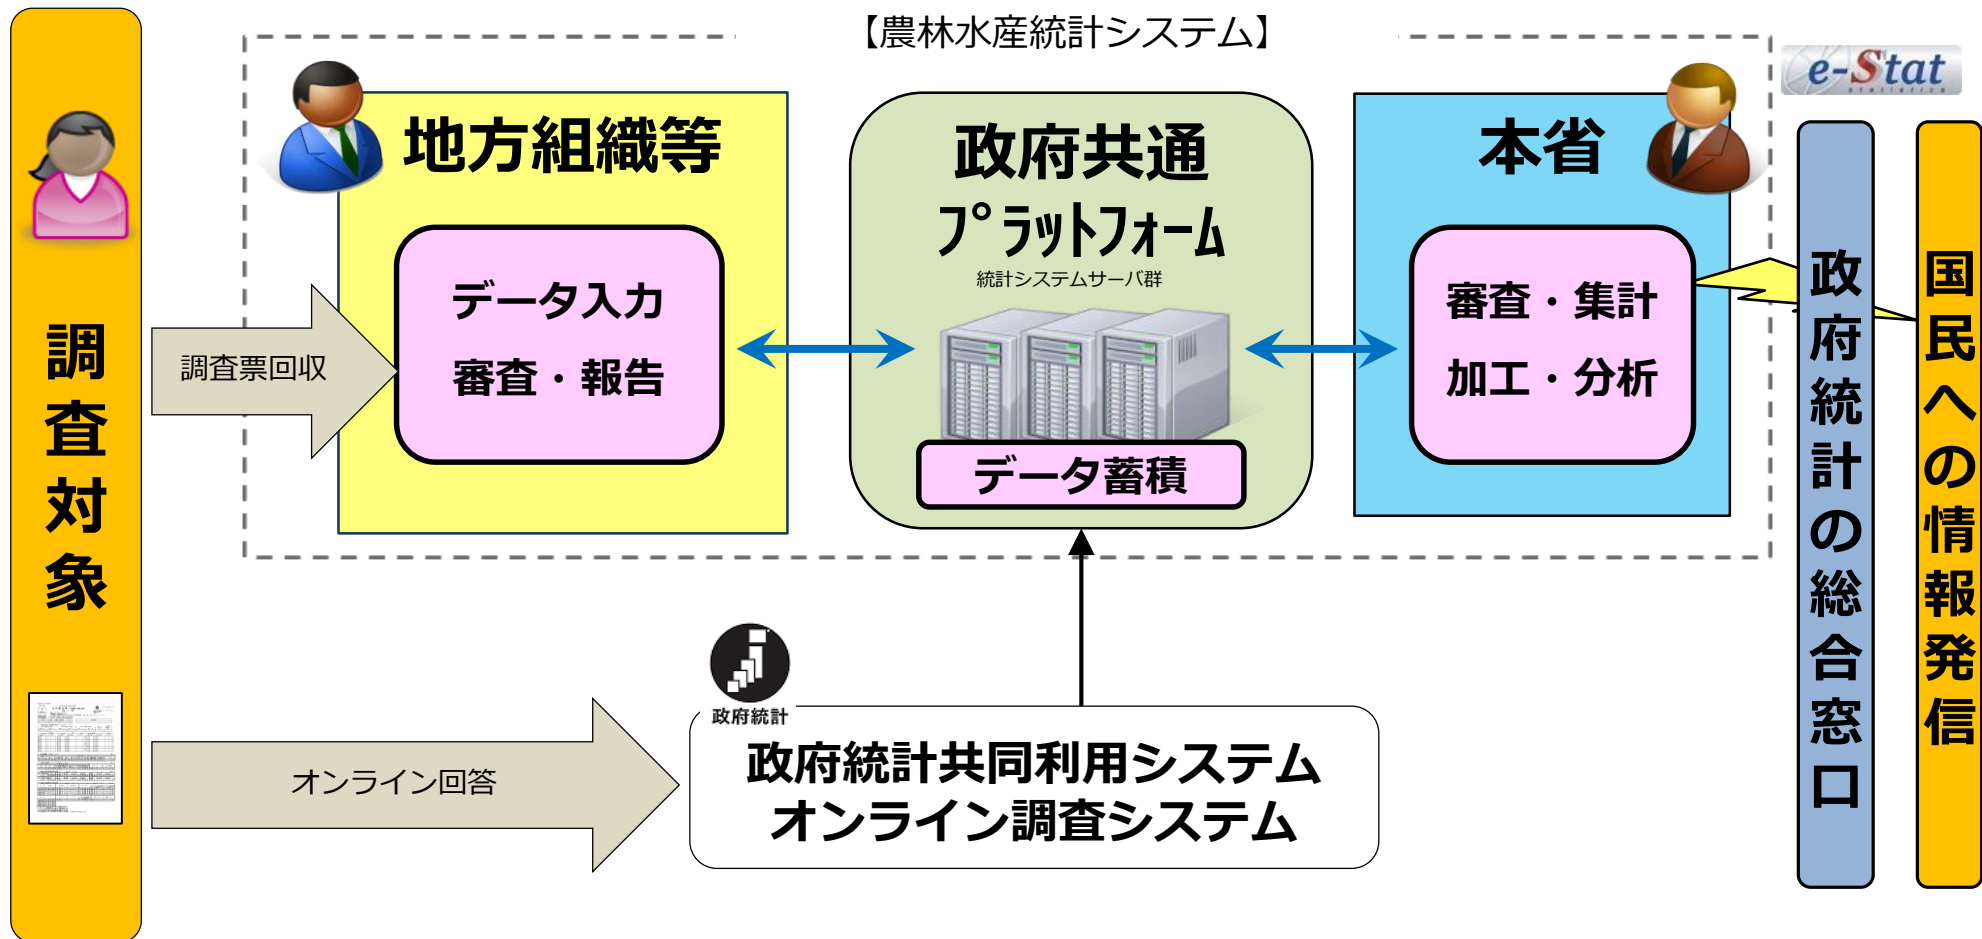 【農林水産統計システム】
e-Stat
調査対象
地方組織等
データ入力
審査・報告
調査票回収
政府共通
プラットフォーム
統計システムサーバ群
データ蓄積
本省
審査・集計
加工・分析
政府統計の総合窓口
国民への情報発信
オンライン回答
政府統計
政府統計共同利用システム
オンライン調査システム